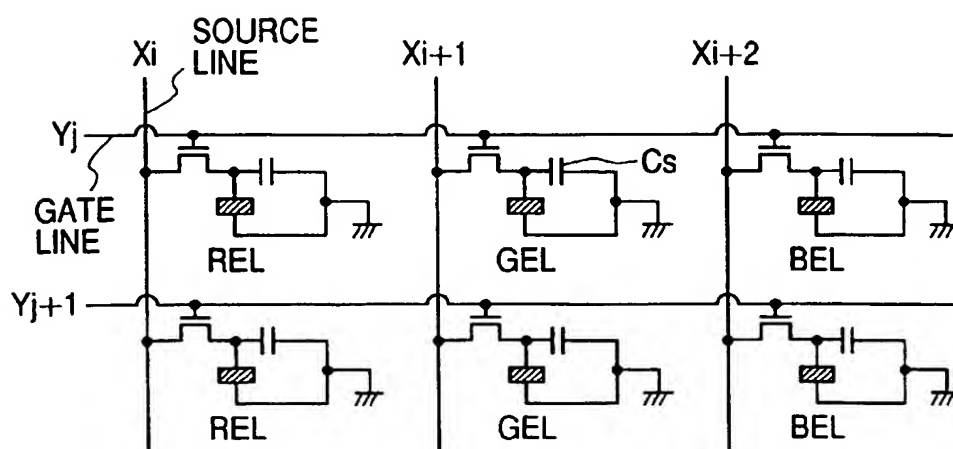 SOURCE
LINE
Xi
Xi+1
Xi+2
Yj
Cs
GATE
LINE
REL
GEL
BEL
Yj+1
REL
GEL
BEL